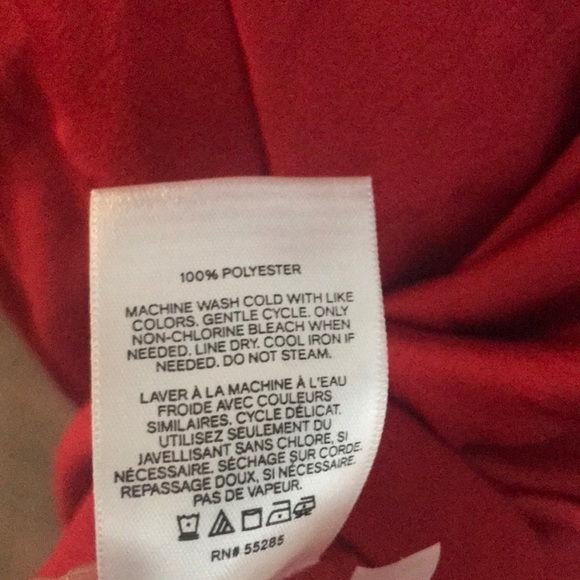 100% POLYESTER
MACHINE WASH COLD WITH LIKE
COLORS. GENTLE CYCLE. ONLY
NON-CHLORINE BLEACH WHEN
NEEDED. LINE DRY. COOL IRON IF
NEEDED. DO NOT STEAM.
LAVER À LA MACHINE À L'EAU
FROIDE AVEC COULEURS
SIMILAIRES. CYCLE DÉLICAT.
UTILISEZ SEULEMENT DU
JAVELLISANT SANS CHLORE, SI
NÉCESSAIRE. SÉCHAGE SUR CORDE.
REPASSAGE DOUX, SI NÉCESSAIRE.
PAS DE VAPEUR.
RN# 55285